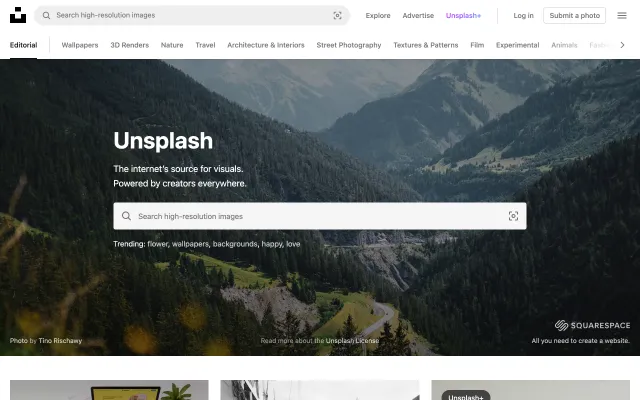 Search high-resolution images
Explore
Advertise
Unsplash+
Log in
Submit a photo
Editorial
Wallpapers
3D Renders
Nature
Travel
Architecture & Interiors
Street Photography
Textures & Patterns
Film
Experimental
Animals
Unsplash
The internet's source for visuals.
Powered by creators everywhere.
Search high-resolution images
Trending: flower, wallpapers, backgrounds, happy, love
SQUARESPACE
Photo by Tino Rischawy
Read more about the Unsplash License
All you need to create a website.
Unsplash+